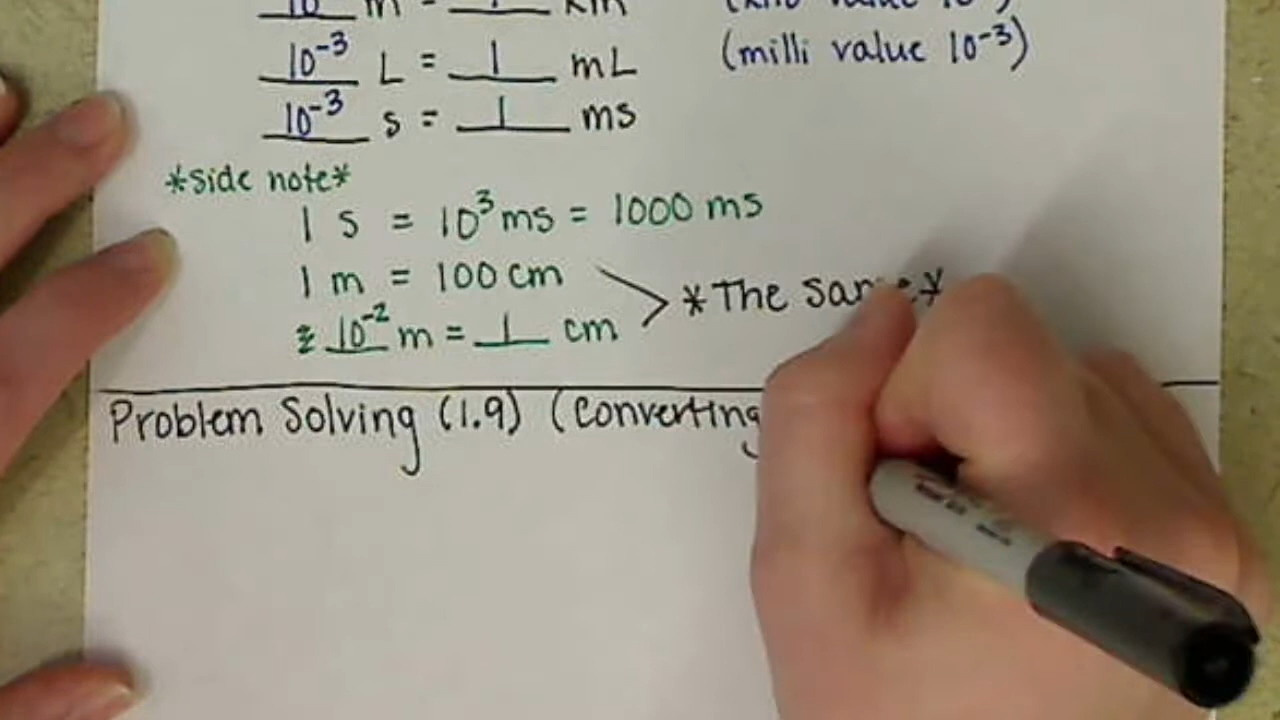 m = km
10⁻³ L = 1 mL (milli value 10⁻³)
10⁻³ s = 1 ms
*side note*
1 s = 10³ ms = 1000 ms
1 m = 100 cm
*The same*
10⁻² m = 1 cm
Problem Solving (1.9) (Converting